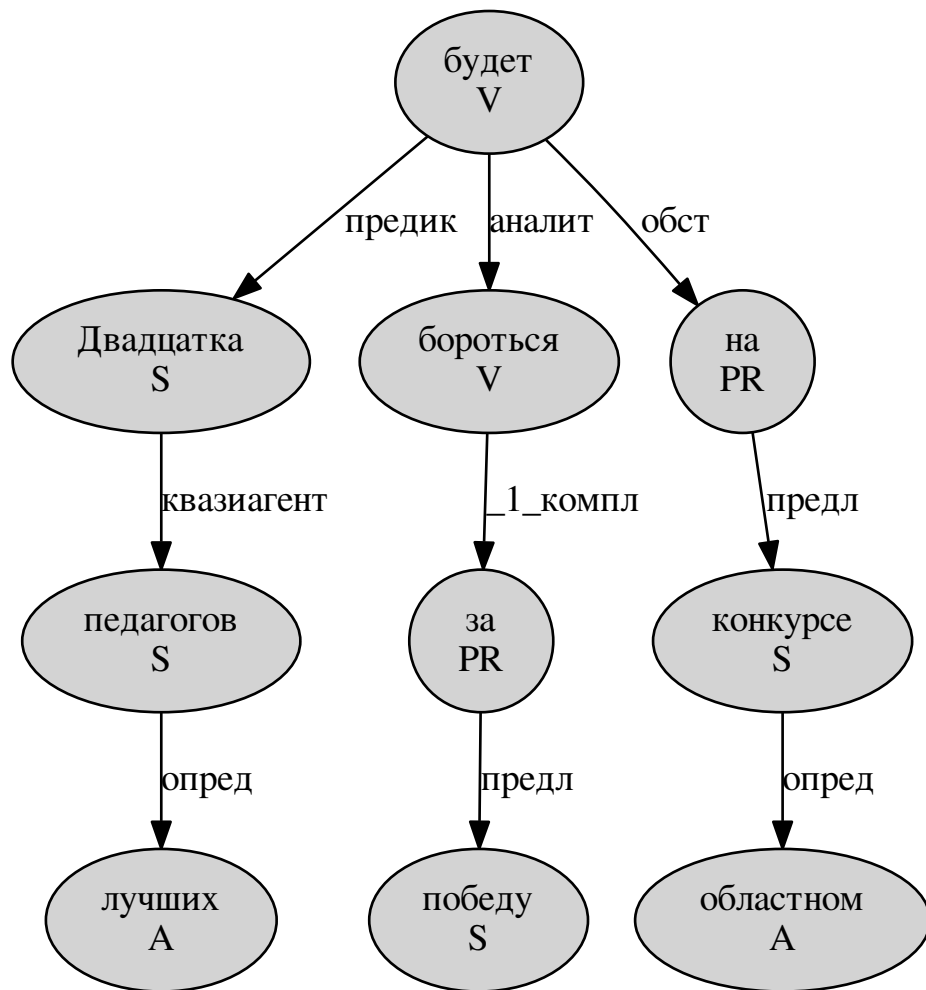 будет
V
предик
аналит
обст
Двадцатка
S
бороться
V
на
PR
квазиагент
_1_компл
предл
педагогов
S
за
PR
конкурсе
S
опред
предл
опред
лучших
A
победу
S
областном
A